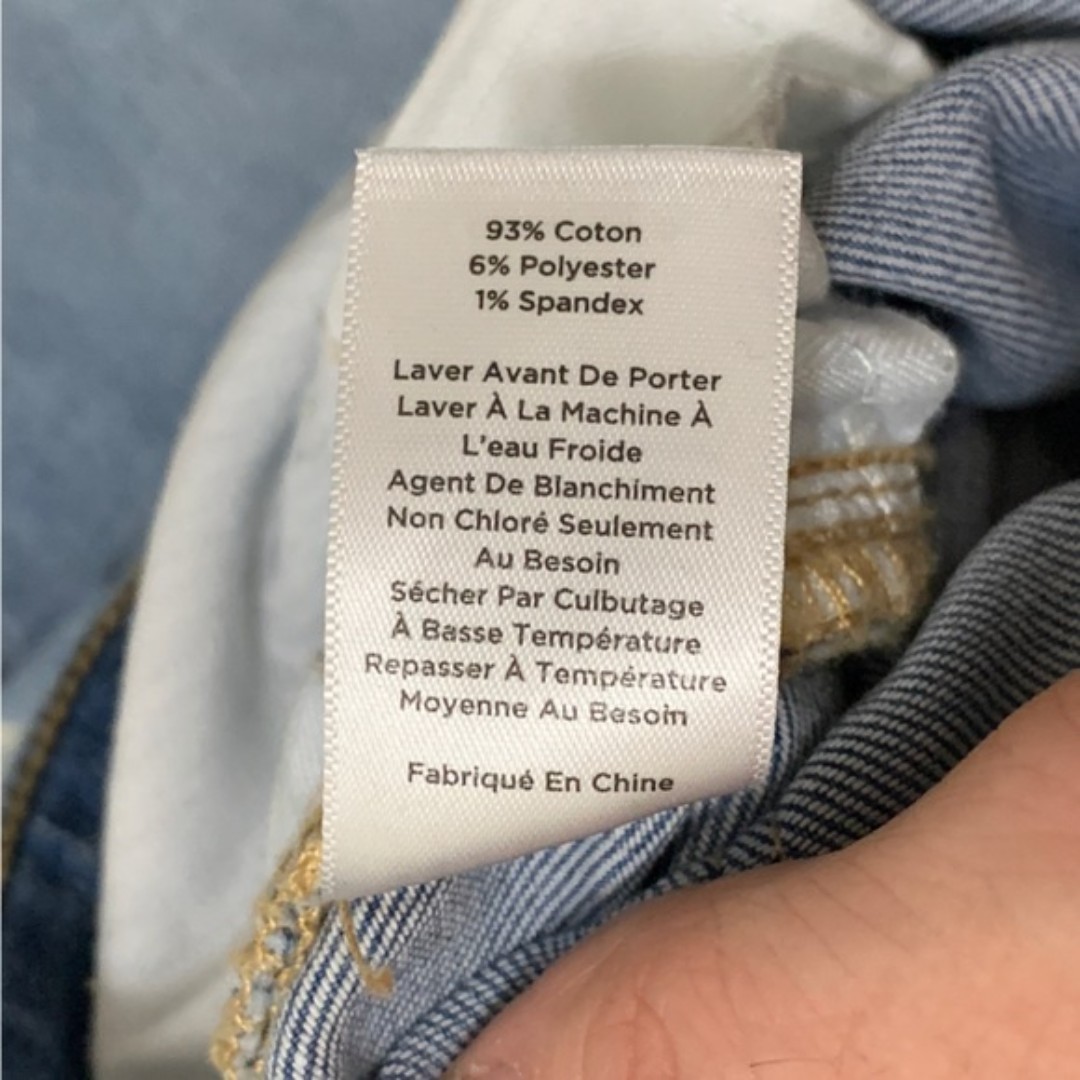 93% Coton
6% Polyester
1% Spandex
Laver Avant De Porter
Laver À La Machine À
L'eau Froide
Agent De Blanchiment
Non Chloré Seulement
Au Besoin
Sécher Par Culbutage
À Basse Température
Repasser À Température
Moyenne Au Besoin
Fabriqué En Chine